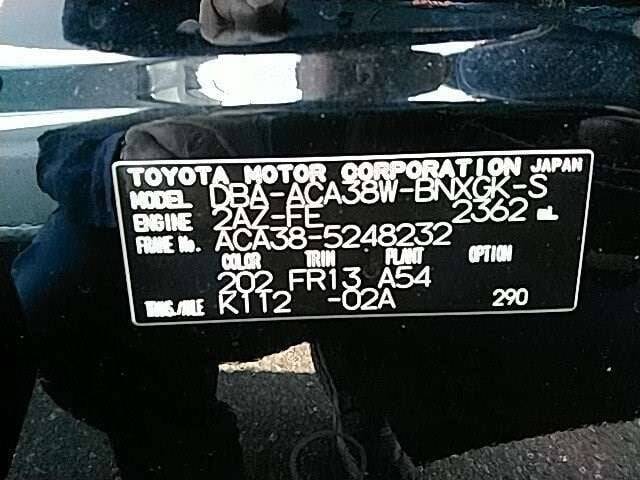 TOYOTA MOTOR CORPORATION JAPAN
MODEL DBA-ACA38W-BNXGK-S
ENGINE 2AZ-FE 2362 mL
FRAME No. ACA38-5248232
COLOR TRIM PLANT OPTION
202 FR13 A54
TRANS./AXLE K112 -02A 290